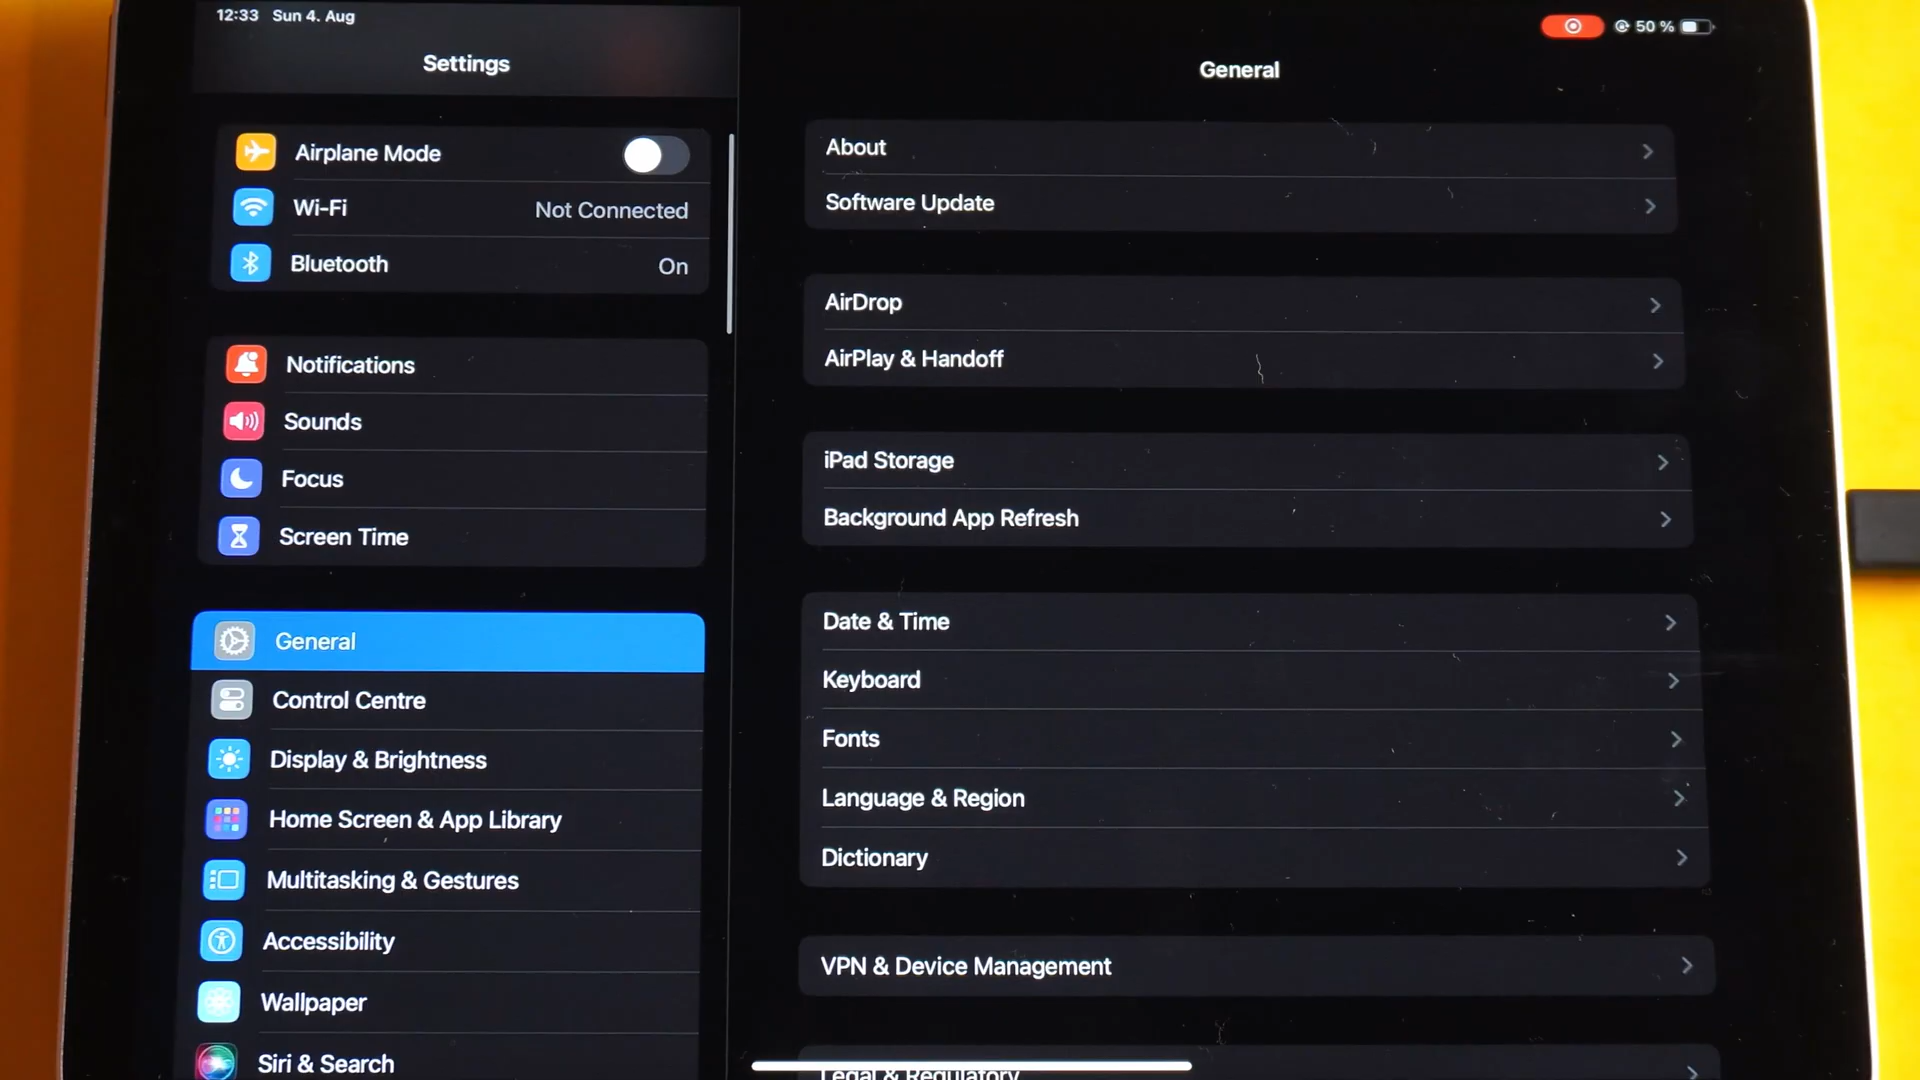 12:33 Sun 4. Aug
50 %
Settings
Airplane Mode
Wi-Fi Not Connected
Bluetooth On
Notifications
Sounds
Focus
Screen Time
General
Control Centre
Display & Brightness
Home Screen & App Library
Multitasking & Gestures
Accessibility
Wallpaper
Siri & Search
General
About
Software Update
AirDrop
AirPlay & Handoff
iPad Storage
Background App Refresh
Date & Time
Keyboard
Fonts
Language & Region
Dictionary
VPN & Device Management
Legal & Regulatory